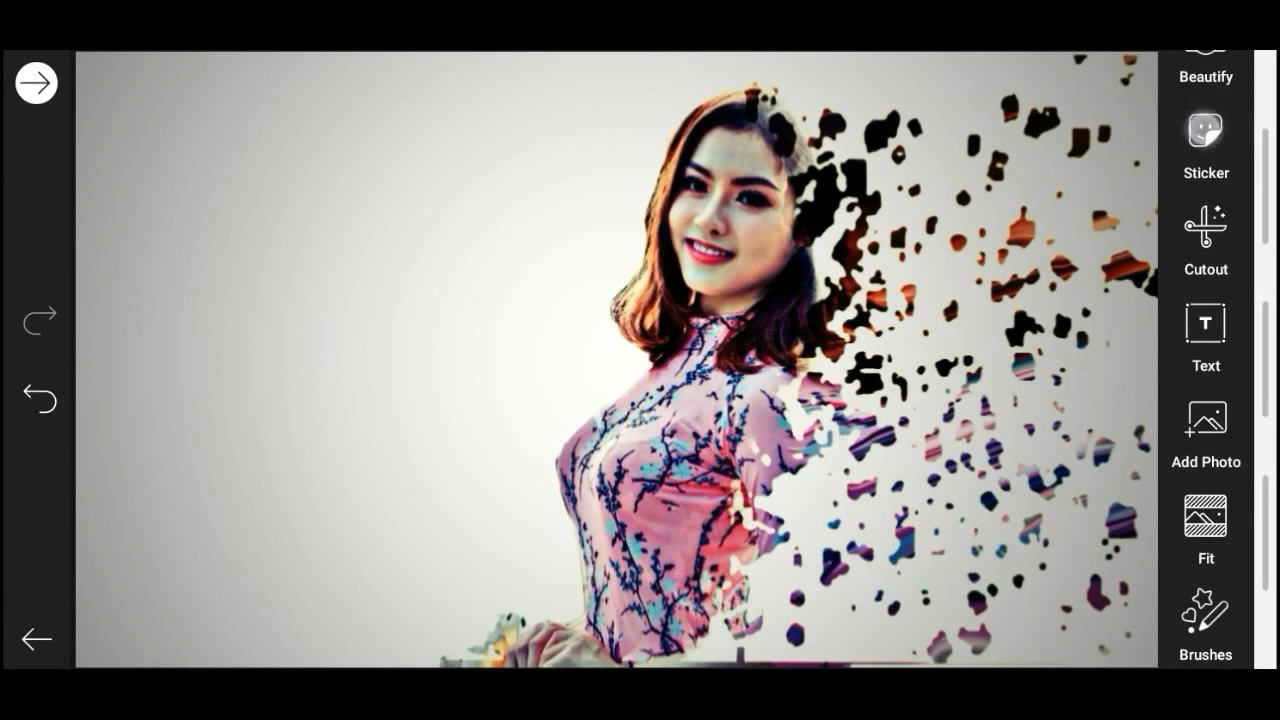 Beautify
Sticker
Cutout
T
Text
Add Photo
Fit
Brushes